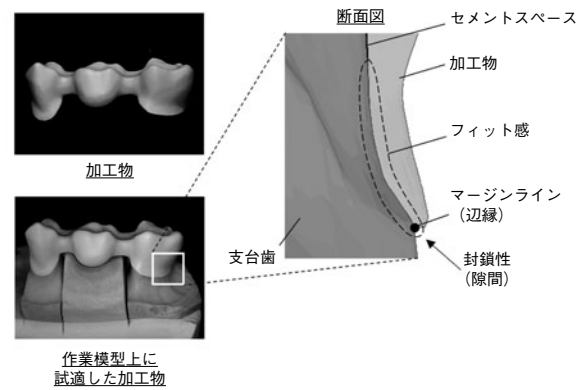 加工物
作業模型上に
試適した加工物
断面図
セメントスペース
加工物
フィット感
マージンライン
（辺縁）
支台歯
封鎖性
（隙間）